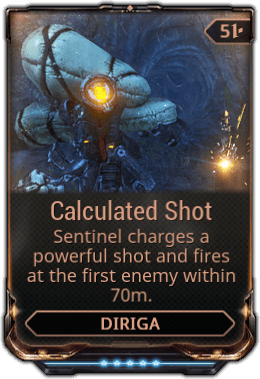 51
Calculated Shot
Sentinel charges a
powerful shot and fires
at the first enemy within
70m.
DIRIGA